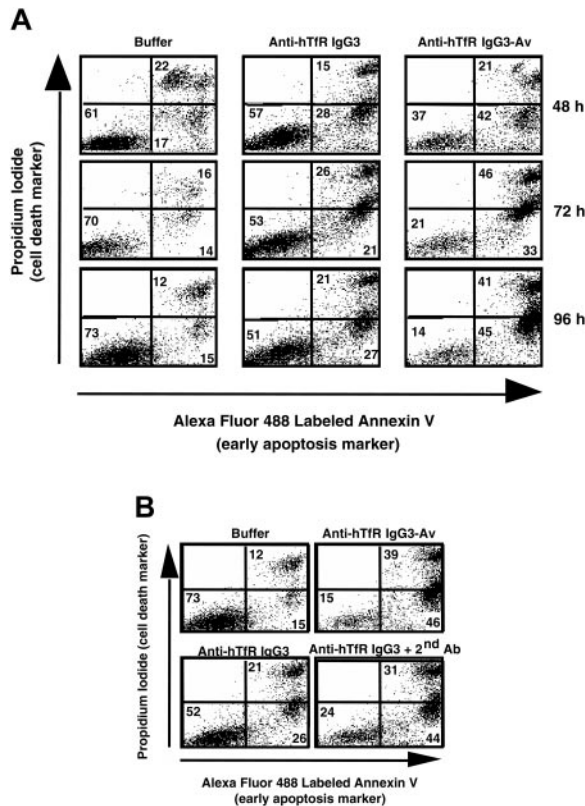 A
Buffer Anti-hTfR IgG3 Anti-hTfR IgG3-Av
22 15 21
61 57 37
17 28 42
48 h
16 26 46
70 53 21
14 21 33
72 h
12 21 41
73 51 14
15 27 45
96 h
Propidium Iodide
(cell death marker)
Alexa Fluor 488 Labeled Annexin V
(early apoptosis marker)
B
Buffer Anti-hTfR IgG3-Av
12 39
73 15
15 46
Anti-hTfR IgG3 Anti-hTfR IgG3 + 2nd Ab
21 31
52 24
26 44
Propidium Iodide (cell death marker)
Alexa Fluor 488 Labeled Annexin V
(early apoptosis marker)